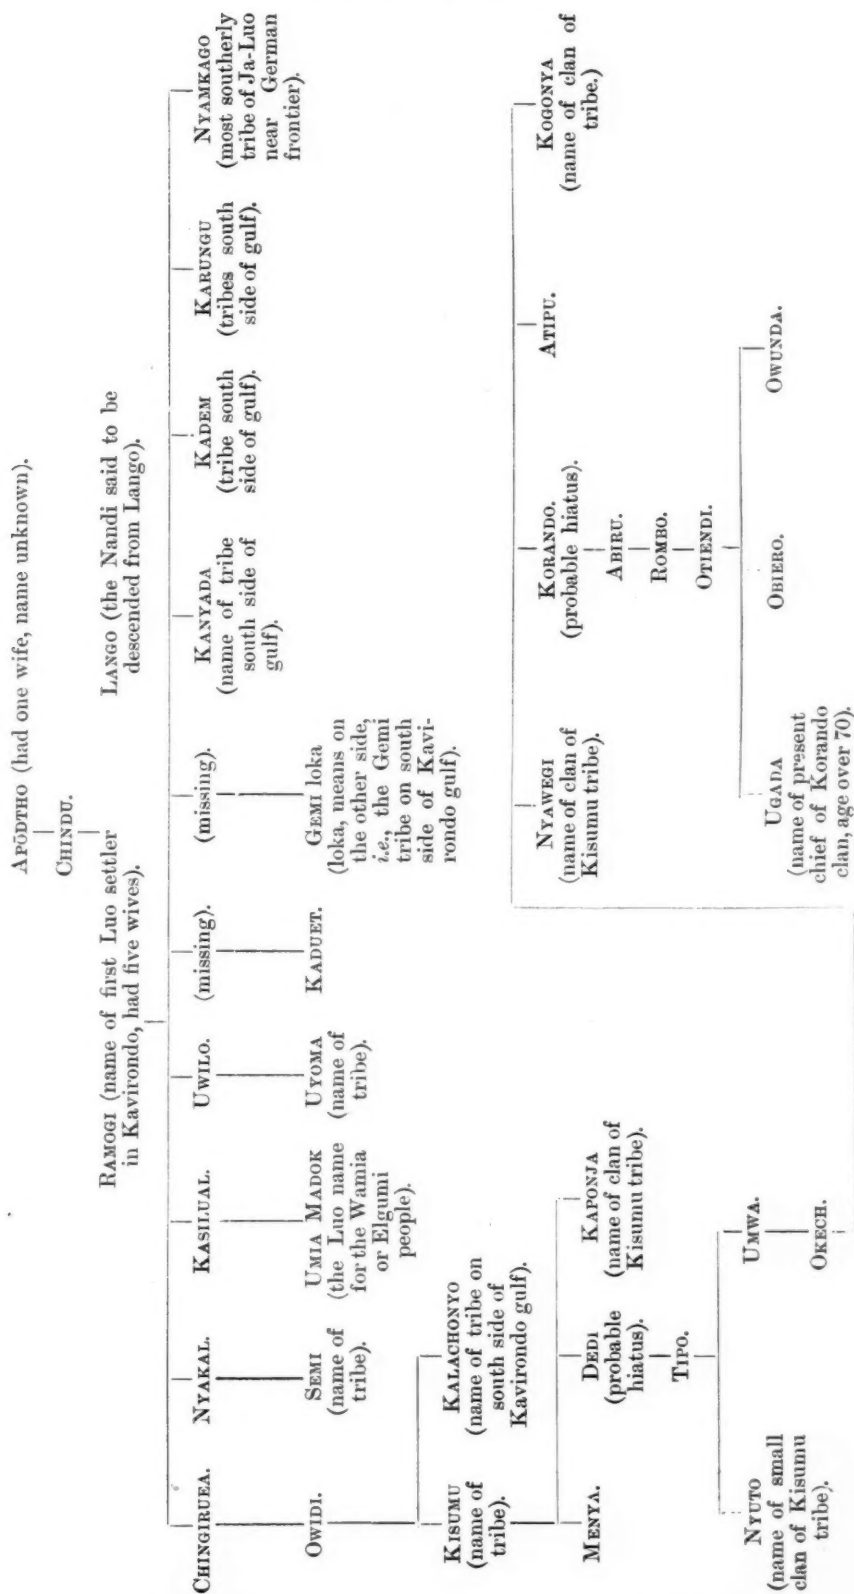 APŌDTHO (had one wife, name unknown).
CHINDU.
RAMOGI (name of first Luo settler
in Kavirondo, had five wives).
LANGO (the Nandi said to be
descended from Lango).
CHINGIRUEA.
NYAKAL.
KASILUAL.
UWILO.
(missing).
(missing).
KANYADA
(name of tribe
south side of
gulf).
KADEM
(tribe south
side of gulf).
KARUNGU
(tribes south
side of gulf).
NYAMKAGO
(most southerly
tribe of Ja-Luo
near German
frontier).
OWIDI.
SEMI
(name of
tribe).
UMIA MADOK
(the Luo name
for the Wamia
or Elgumi
people).
UYOMA
(name of
tribe).
KADUET.
GEMI loka
(loka, means on
the other side,
i.e., the Gemi
tribe on south
side of Kavi-
rondo gulf).
KISUMU
(name of
tribe).
KALACHONYO
(name of tribe on
south side of
Kavirondo gulf).
MENYA.
DEDI
(probable
hiatus).
KAPONJA
(name of clan of
Kisumu tribe).
TIPO.
NYUTO
(name of small
clan of Kisumu
tribe).
UMWA.
OKECH.
NYAWEGI
(name of clan of
Kisumu tribe).
KORANDO.
(probable hiatus).
ATIPU.
KOGONYA
(name of clan of
tribe.)
ABIRU.
ROMBO.
OTIENDI.
UGADA
(name of present
chief of Korando
clan, age over 70).
OBIERO.
OWUNDA.